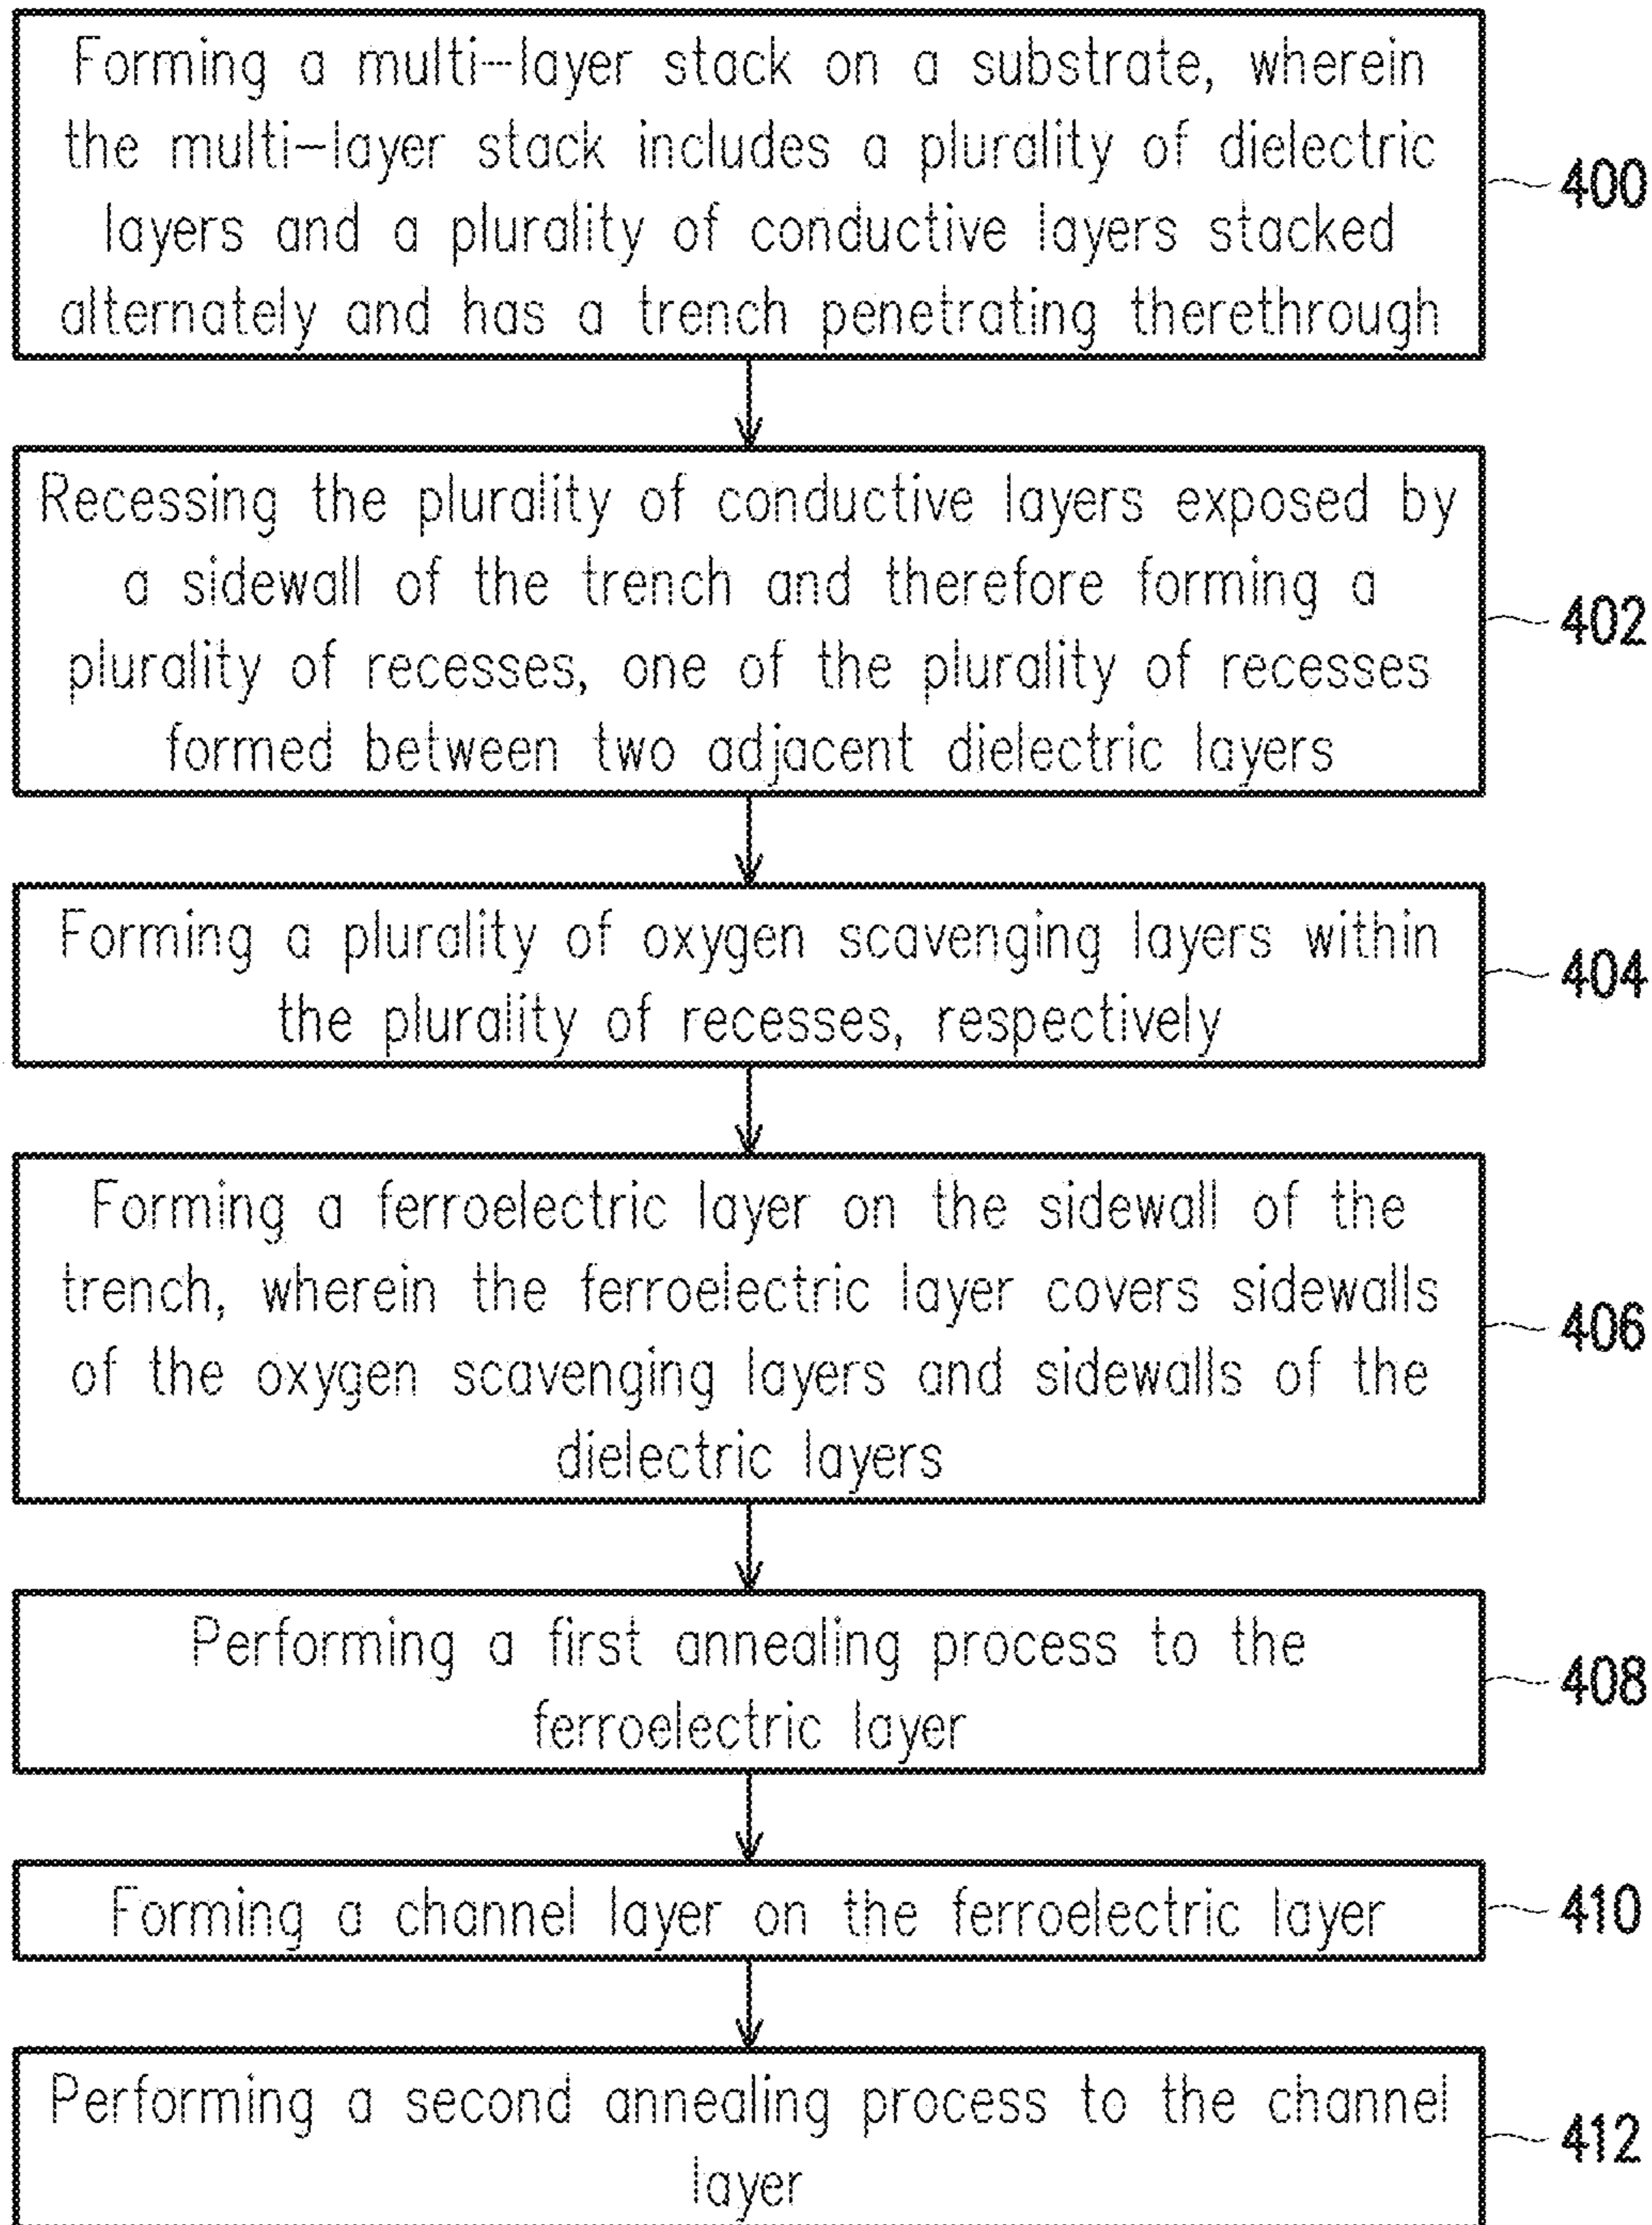 Forming a multi-layer stack on a substrate, wherein
the multi-layer stack includes a plurality of dielectric
layers and a plurality of conductive layers stacked
alternately and has a trench penetrating therethrough
400
Recessing the plurality of conductive layers exposed by
a sidewall of the trench and therefore forming a
plurality of recesses, one of the plurality of recesses
formed between two adjacent dielectric layers
402
Forming a plurality of oxygen scavenging layers within
the plurality of recesses, respectively
404
Forming a ferroelectric layer on the sidewall of the
trench, wherein the ferroelectric layer covers sidewalls
of the oxygen scavenging layers and sidewalls of the
dielectric layers
406
Performing a first annealing process to the
ferroelectric layer
408
Forming a channel layer on the ferroelectric layer
410
Performing a second annealing process to the channel
layer
412